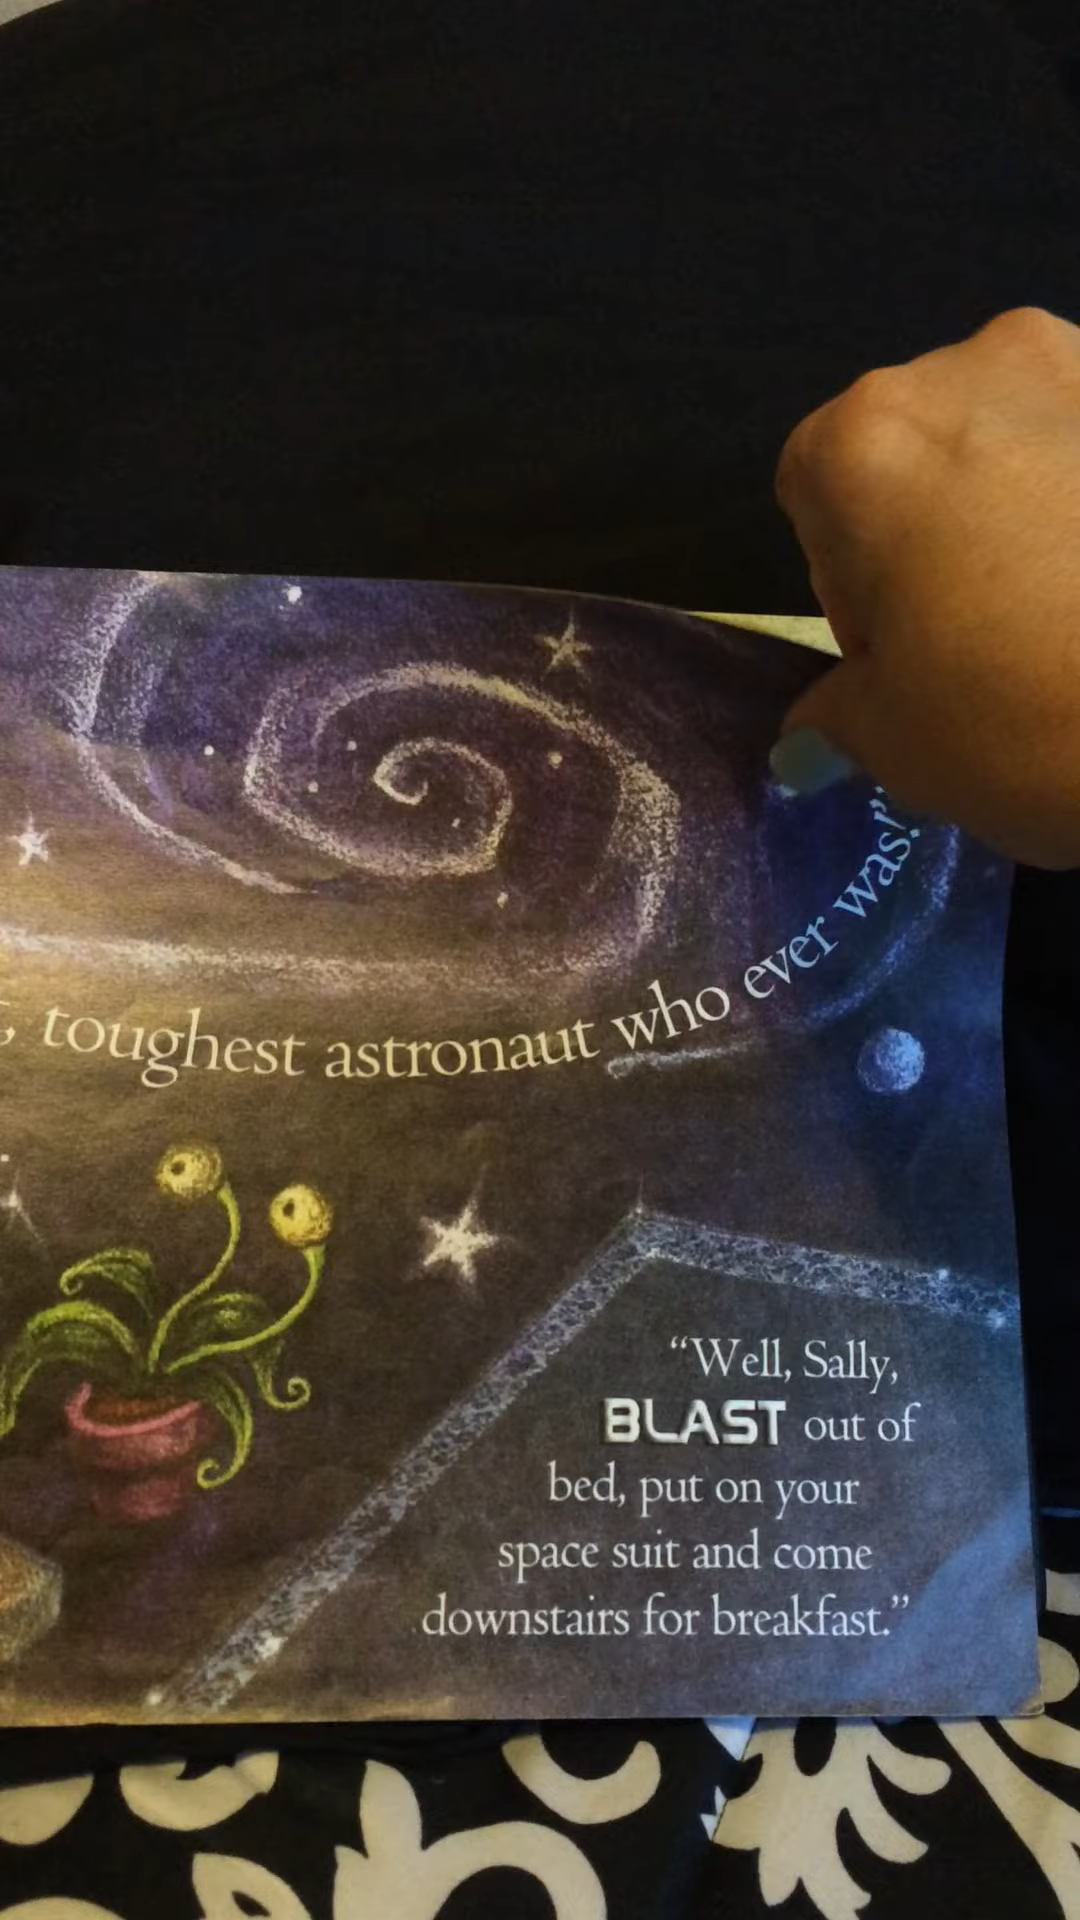 , toughest astronaut who ever was!”
“Well, Sally,
BLAST out of
bed, put on your
space suit and come
downstairs for breakfast.”